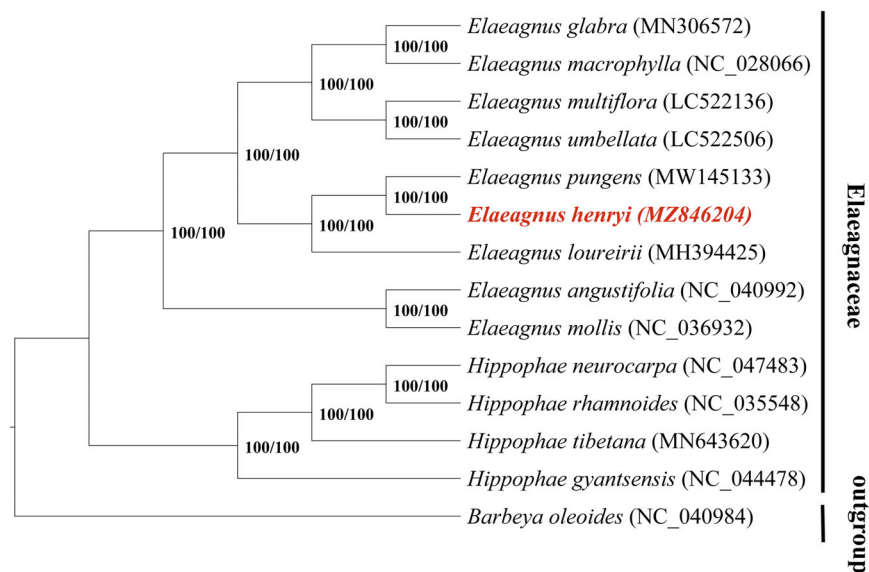 Elaeagnus glabra (MN306572)
100/100
Elaeagnus macrophylla (NC_028066)
100/100
Elaeagnus multiflora (LC522136)
100/100
Elaeagnus umbellata (LC522506)
100/100
Elaeagnus pungens (MW145133)
100/100
Elaeagnus henryi (MZ846204)
100/100
100/100
Elaeagnus loureirii (MH394425)
Elaeagnus angustifolia (NC_040992)
100/100
Elaeagnus mollis (NC_036932)
Hippophae neurocarpa (NC_047483)
100/100
Hippophae rhamnoides (NC_035548)
100/100
Hippophae tibetana (MN643620)
100/100
Hippophae gyantsensis (NC_044478)
Barbeya oleoides (NC_040984)
Elaeagnaceae
outgroup